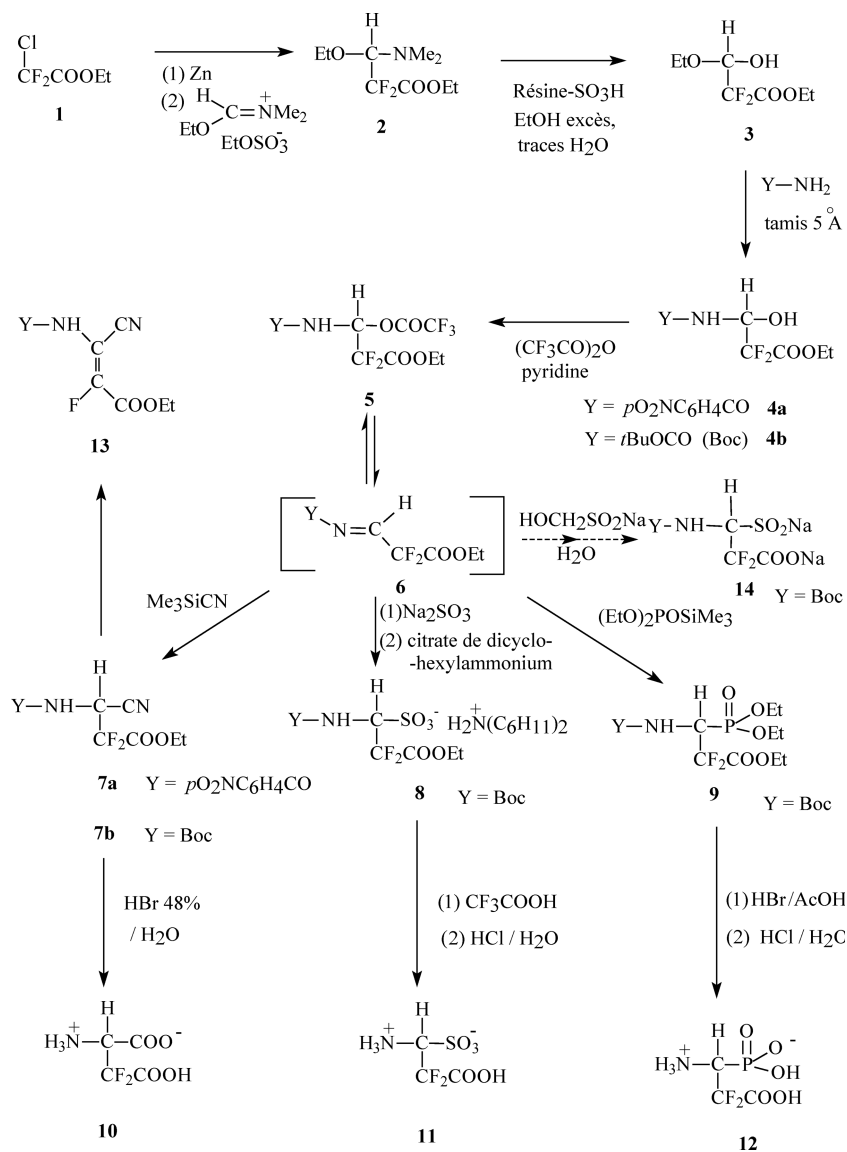 Cl
CF2COOEt
1
(1) Zn
(2)
H
C=NMe2
+
EtO
EtOSO3-
H
EtO-C-NMe2
CF2COOEt
2
Résine-SO3H
EtOH excès,
traces H2O
H
EtO-C-OH
CF2COOEt
3
Y-NH2
tamis 5 Å
H
Y-NH-C-OH
CF2COOEt
Y = pO2NC6H4CO 4a
Y = tBuOCO (Boc) 4b
(CF3CO)2O
pyridine
H
Y-NH-C-OCOCF3
CF2COOEt
5
Y-NH CN
C
C
F COOEt
13
Y H
N=C
CF2COOEt
6
HOCH2SO2Na
H2O
H
Y-NH-C-SO2Na
CF2COONa
14
Y = Boc
Me3SiCN
(1)Na2SO3
(2) citrate de dicyclo-
-hexylammonium
(EtO)2POSiMe3
H
Y-NH-C-CN
CF2COOEt
7a Y = pO2NC6H4CO
7b Y = Boc
H
Y-NH-C-SO3- H2N+(C6H11)2
CF2COOEt
8
Y = Boc
H O
Y-NH-C-P OEt
OEt
CF2COOEt
9
Y = Boc
HBr 48%
/ H2O
(1) CF3COOH
(2) HCl / H2O
(1) HBr/AcOH
(2) HCl / H2O
H
H3N+-C-COO-
CF2COOH
10
H
H3N+-C-SO3-
CF2COOH
11
H O
H3N+-C-P O-
OH
CF2COOH
12